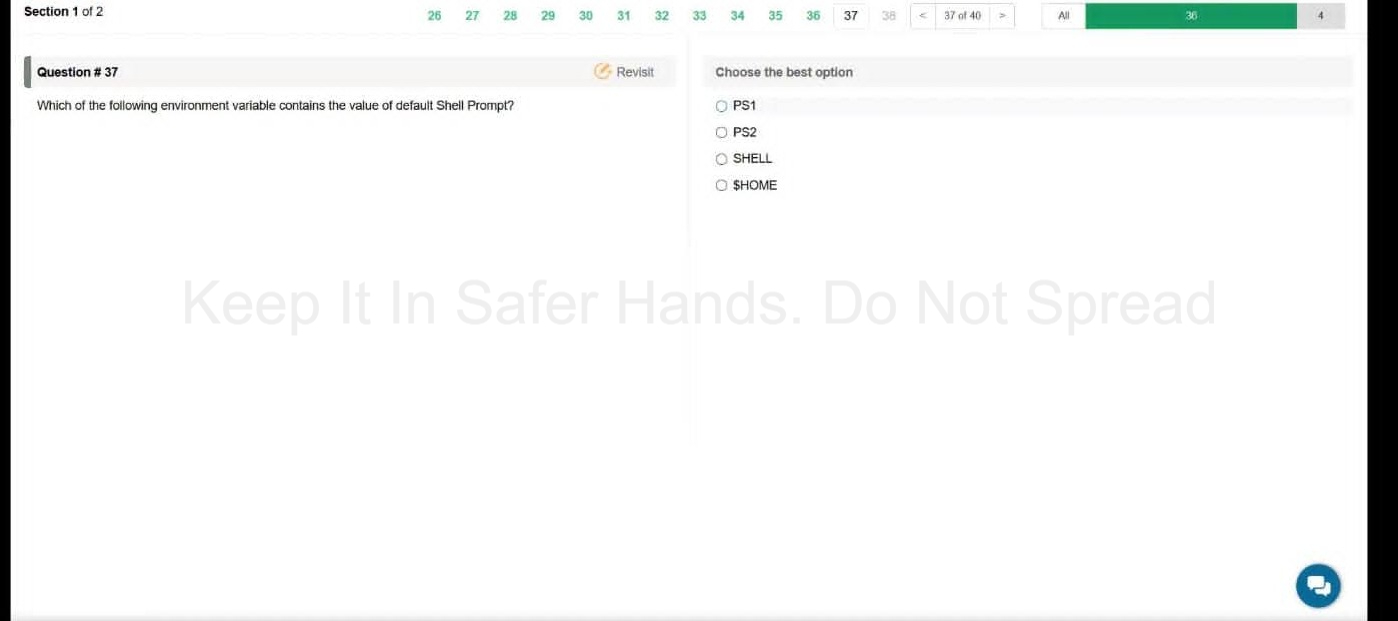 Section 1 of 2
26 27 28 29 30 31 32 33 34 35 36 37 38 < 37 of 40 > All 36 4
Question # 37
Revisit
Which of the following environment variable contains the value of default Shell Prompt?
Choose the best option
PS1
PS2
SHELL
$HOME
Keep It In Safer Hands. Do Not Spread